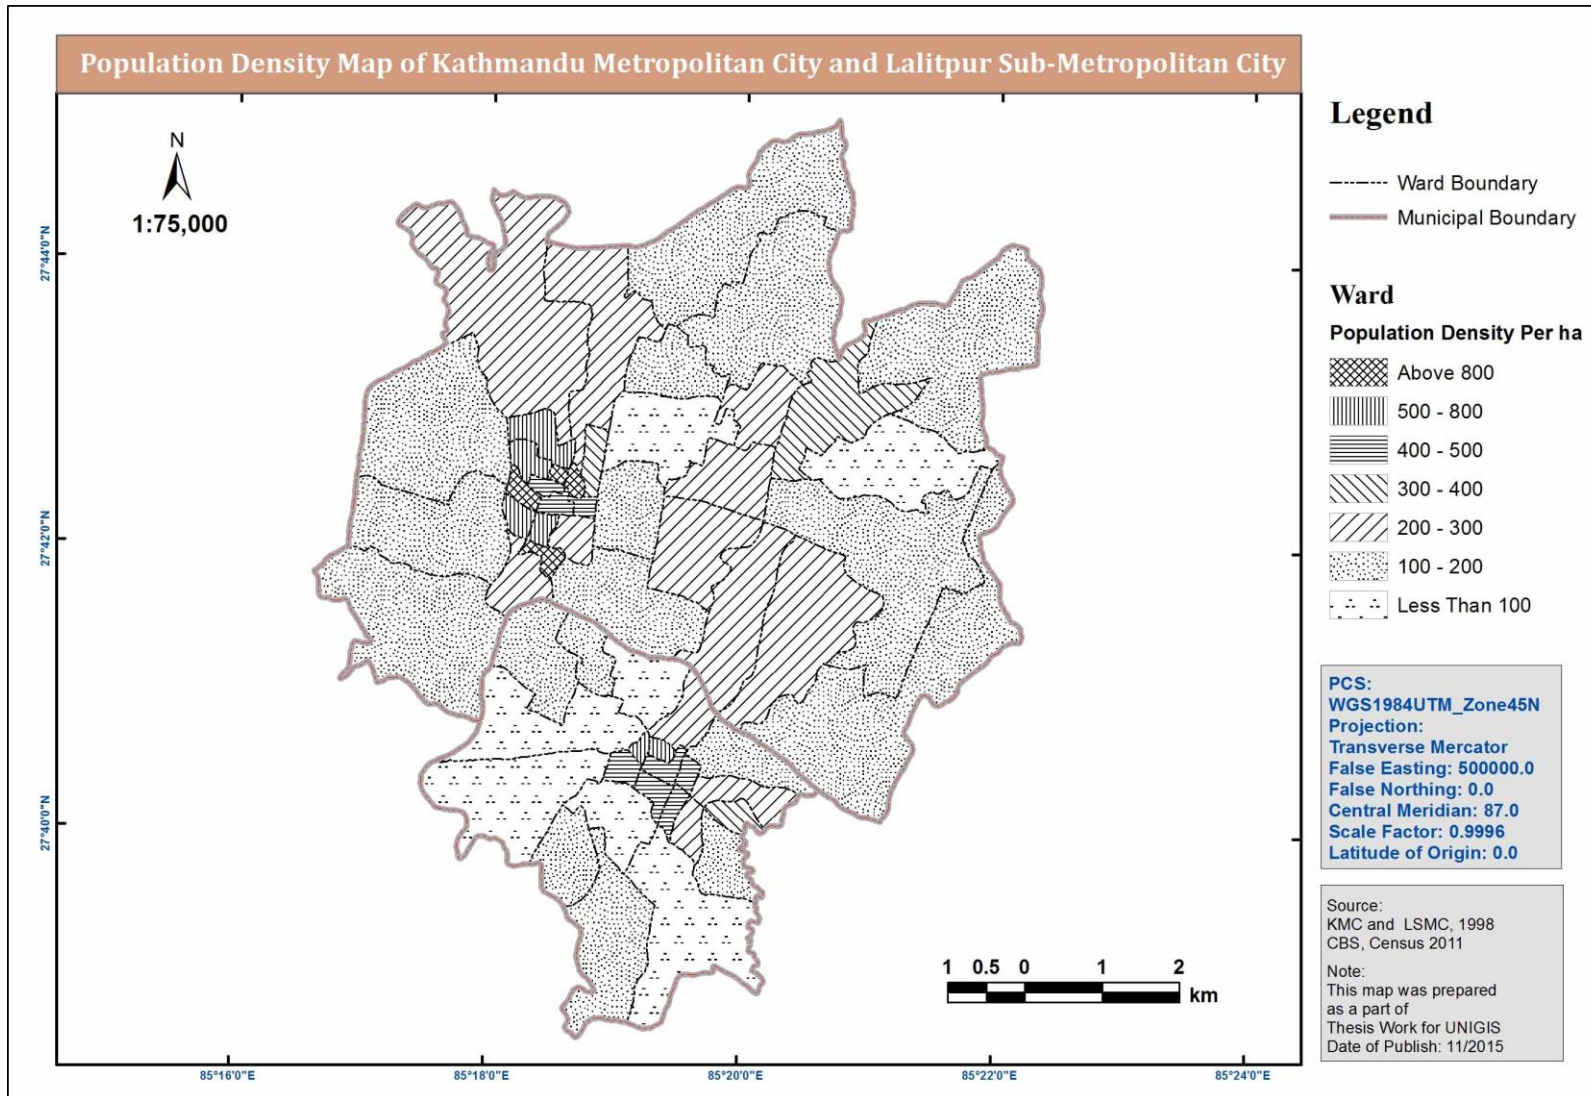 Population Density Map of Kathmandu Metropolitan City and Lalitpur Sub-Metropolitan City
N
1:75,000
27°44'0"N
27°42'0"N
27°40'0"N
85°16'0"E
85°18'0"E
85°20'0"E
85°22'0"E
85°24'0"E
1 0.5 0 1 2
km
Legend
Ward Boundary
Municipal Boundary
Ward
Population Density Per ha
Above 800
500 - 800
400 - 500
300 - 400
200 - 300
100 - 200
Less Than 100
PCS:
WGS1984UTM_Zone45N
Projection:
Transverse Mercator
False Easting: 500000.0
False Northing: 0.0
Central Meridian: 87.0
Scale Factor: 0.9996
Latitude of Origin: 0.0
Source:
KMC and LSMC, 1998
CBS, Census 2011
Note:
This map was prepared
as a part of
Thesis Work for UNIGIS
Date of Publish: 11/2015